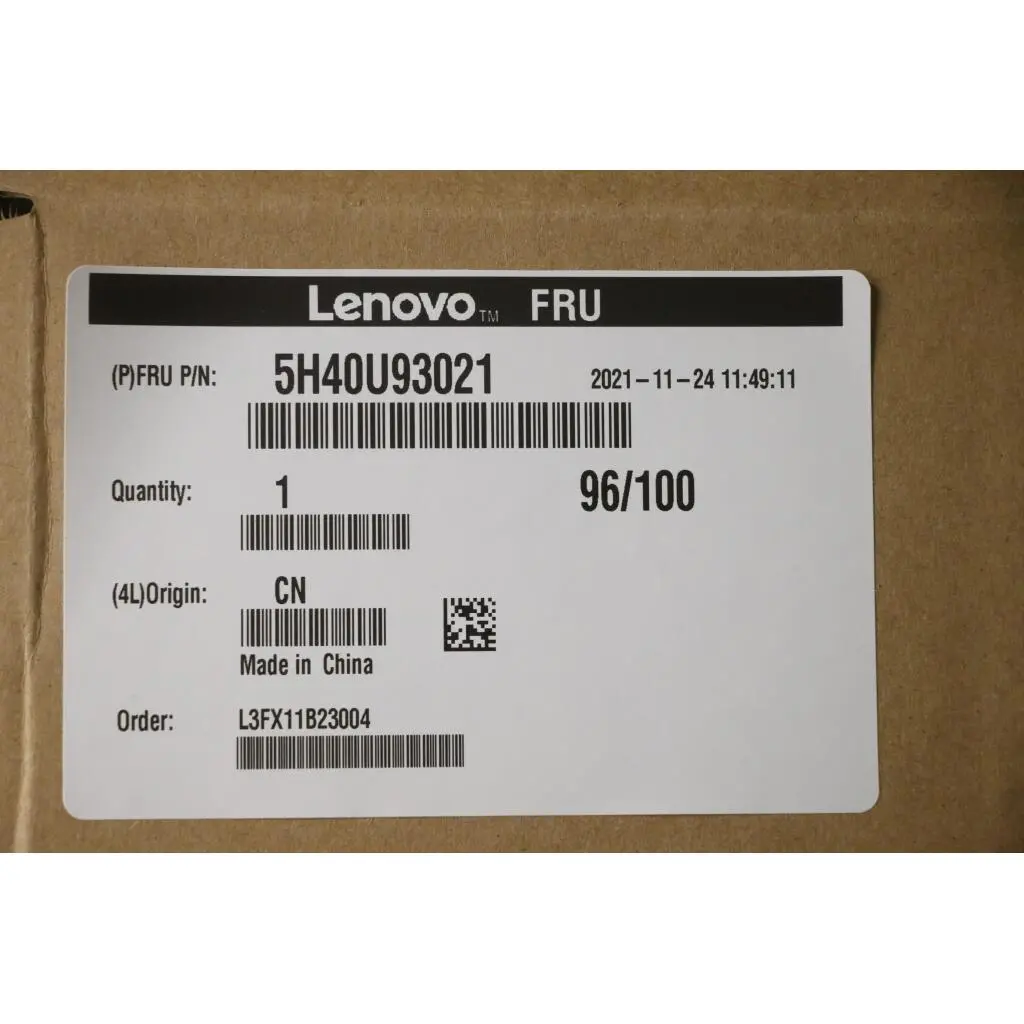 Lenovo™ FRU
(P)FRU P/N: 5H40U93021 2021-11-24 11:49:11
Quantity: 1 96/100
(4L)Origin: CN
Made in China
Order: L3FX11B23004